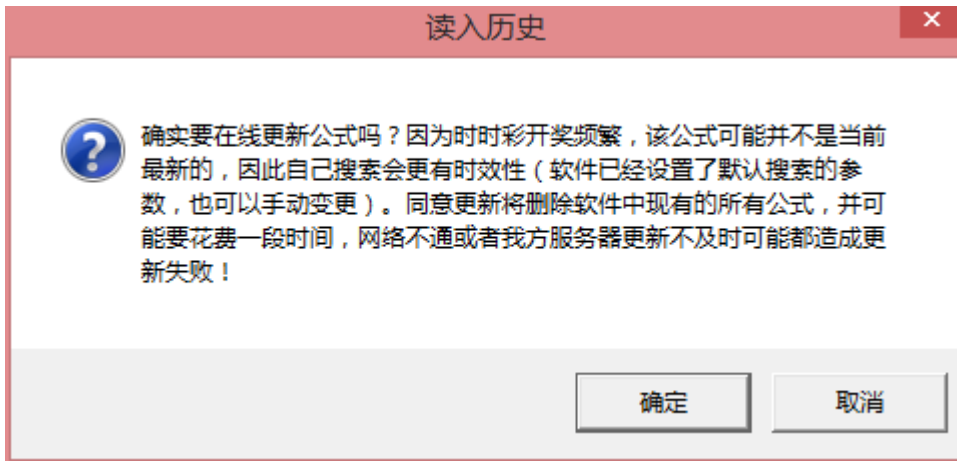 读入历史
确实要在线更新公式吗？因为时时彩开奖频繁，该公式可能并不是当前
最新的，因此自己搜索会更有时效性（软件已经设置了默认搜索的参
数，也可以手动变更）。同意更新将删除软件中现有的所有公式，并可
能要花费一段时间，网络不通或者我方服务器更新不及时可能都造成更
新失败！
确定 取消